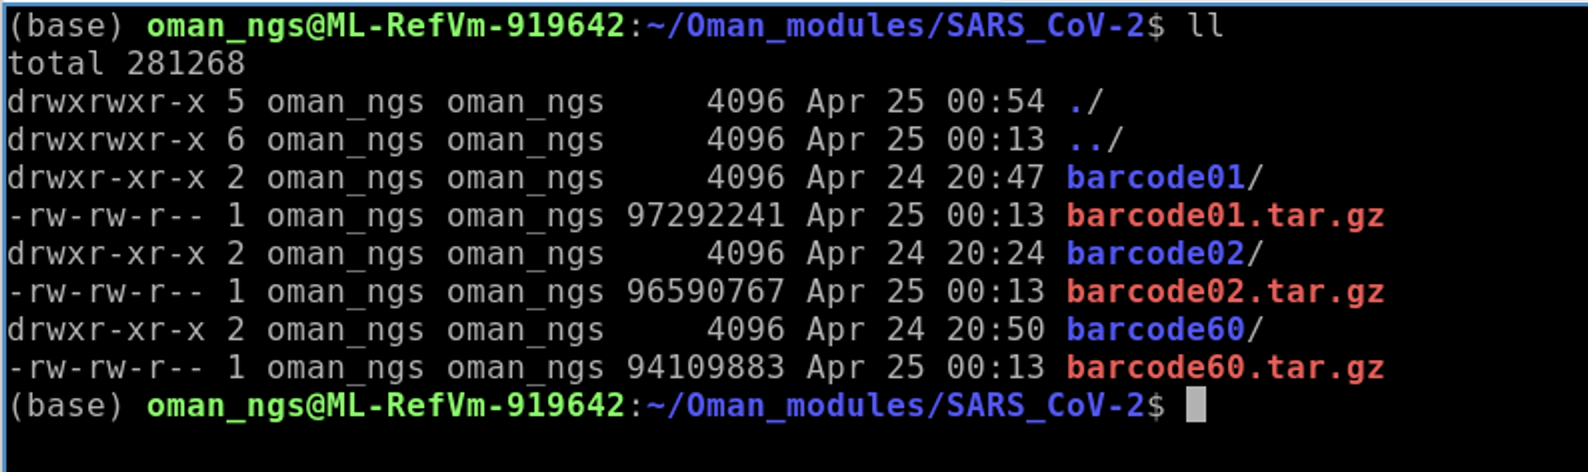 (base) oman_ngs@ML-RefVm-919642:~/Oman_modules/SARS_CoV-2$ ll
total 281268
drwxrwxr-x 5 oman_ngs oman_ngs     4096 Apr 25 00:54 ./
drwxrwxr-x 6 oman_ngs oman_ngs     4096 Apr 25 00:13 ../
drwxr-xr-x 2 oman_ngs oman_ngs     4096 Apr 24 20:47 barcode01/
-rw-rw-r-- 1 oman_ngs oman_ngs 97292241 Apr 25 00:13 barcode01.tar.gz
drwxr-xr-x 2 oman_ngs oman_ngs     4096 Apr 24 20:24 barcode02/
-rw-rw-r-- 1 oman_ngs oman_ngs 96590767 Apr 25 00:13 barcode02.tar.gz
drwxr-xr-x 2 oman_ngs oman_ngs     4096 Apr 24 20:50 barcode60/
-rw-rw-r-- 1 oman_ngs oman_ngs 94109883 Apr 25 00:13 barcode60.tar.gz
(base) oman_ngs@ML-RefVm-919642:~/Oman_modules/SARS_CoV-2$